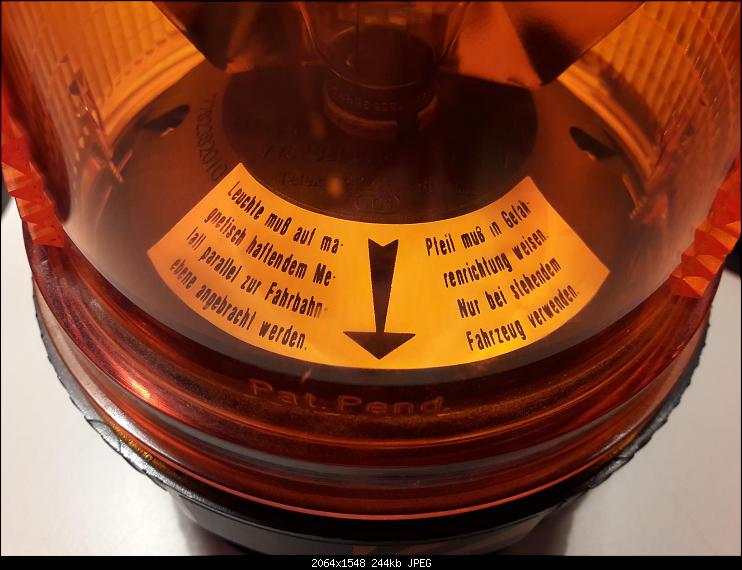 Leuchte muß auf ma-
gnetisch haftendem Me-
tall parallel zur Fahrbahn-
ebene angebracht werden.
Pfeil muß in Gefah-
renrichtung weisen.
Nur bei stehendem
Fahrzeug verwenden.
Pat. Pend
2064x1548 244kb JPEG